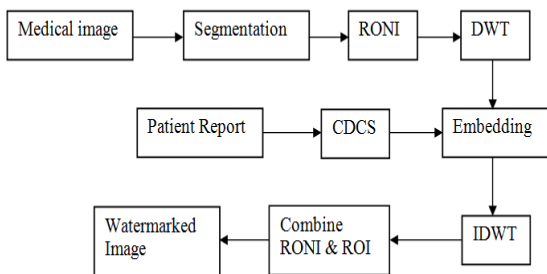 Medical image
Segmentation
RONI
DWT
Patient Report
CDCS
Embedding
Watermarked
Image
Combine
RONI & ROI
IDWT